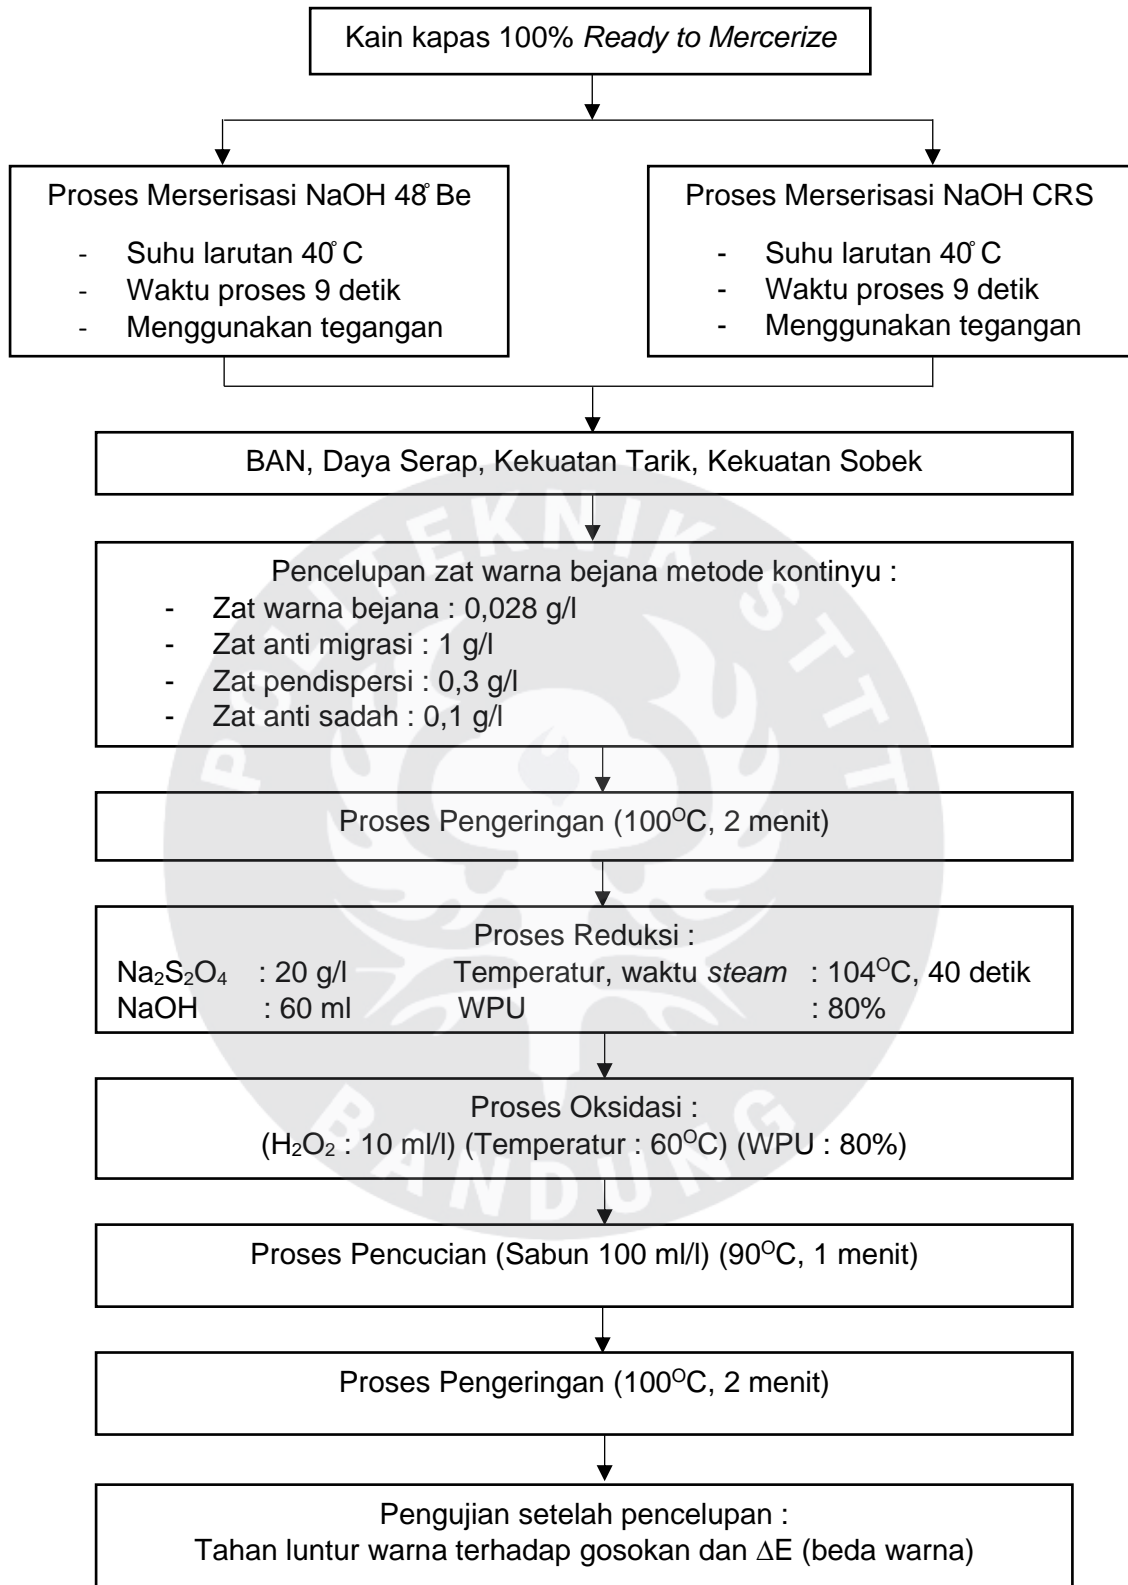 Kain kapas 100% Ready to Mercerize
Proses Merserisasi NaOH 48° Be
- Suhu larutan 40° C
- Waktu proses 9 detik
- Menggunakan tegangan
Proses Merserisasi NaOH CRS
- Suhu larutan 40° C
- Waktu proses 9 detik
- Menggunakan tegangan
BAN, Daya Serap, Kekuatan Tarik, Kekuatan Sobek
Pencelupan zat warna bejana metode kontinyu :
- Zat warna bejana : 0,028 g/l
- Zat anti migrasi : 1 g/l
- Zat pendispersi : 0,3 g/l
- Zat anti sadah : 0,1 g/l
Proses Pengeringan (100ᴼC, 2 menit)
Proses Reduksi :
Na₂S₂O₄ : 20 g/l Temperatur, waktu steam : 104ᴼC, 40 detik
NaOH : 60 ml WPU : 80%
Proses Oksidasi :
(H₂O₂ : 10 ml/l) (Temperatur : 60ᴼC) (WPU : 80%)
Proses Pencucian (Sabun 100 ml/l) (90ᴼC, 1 menit)
Proses Pengeringan (100ᴼC, 2 menit)
Pengujian setelah pencelupan :
Tahan luntur warna terhadap gosokan dan ΔE (beda warna)
POLITEKNIK STTT
BANDUNG